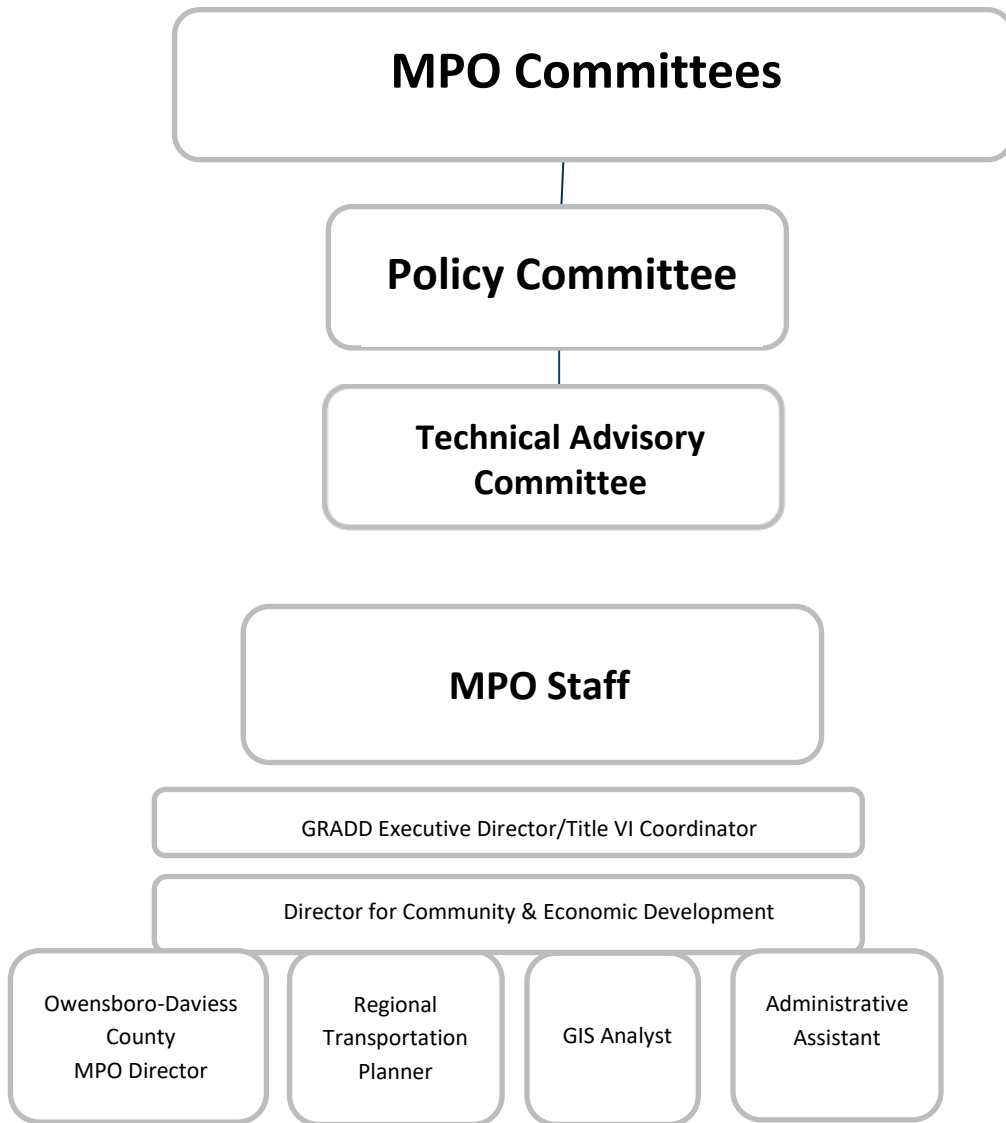 MPO Committees
Policy Committee
Technical Advisory
Committee
MPO Staff
GRADD Executive Director/Title VI Coordinator
Director for Community & Economic Development
Owensboro-Daviess
County
MPO Director
Regional
Transportation
Planner
GIS Analyst
Administrative
Assistant